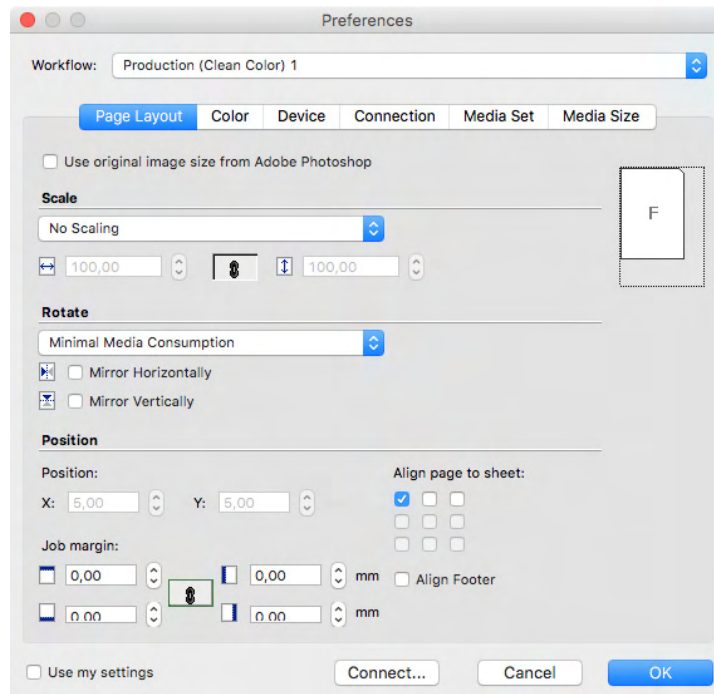 Preferences
Workflow: Production (Clean Color) 1
Page Layout Color Device Connection Media Set Media Size
Use original image size from Adobe Photoshop
Scale
No Scaling
100,00 100,00
F
Rotate
Minimal Media Consumption
Mirror Horizontally
Mirror Vertically
Position
Position: Align page to sheet:
X: 5,00 Y: 5,00
Job margin:
0,00 0,00 mm Align Footer
0,00 0,00 mm
Use my settings Connect... Cancel OK